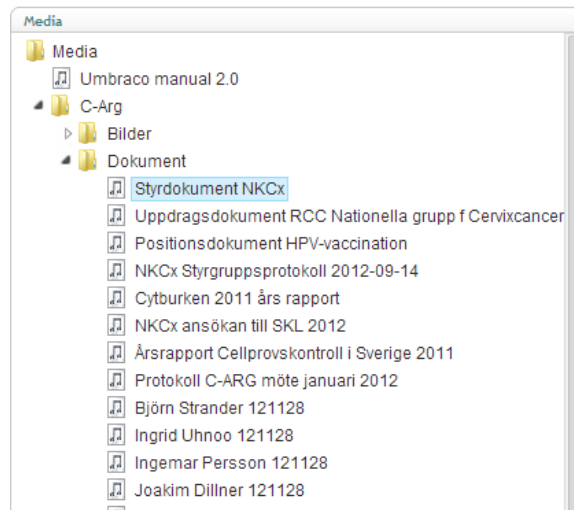 Media
Media
Umbraco manual 2.0
C-Arg
Bilder
Dokument
Styrdokument NKCx
Uppdragsdokument RCC Nationella grupp f Cervixcancer
Positionsdokument HPV-vaccination
NKCx Styrgruppsprotokoll 2012-09-14
Cytburken 2011 års rapport
NKCx ansökan till SKL 2012
Årsrapport Cellprovskontroll i Sverige 2011
Protokoll C-ARG möte januari 2012
Björn Strander 121128
Ingrid Uhnoo 121128
Ingemar Persson 121128
Joakim Dillner 121128